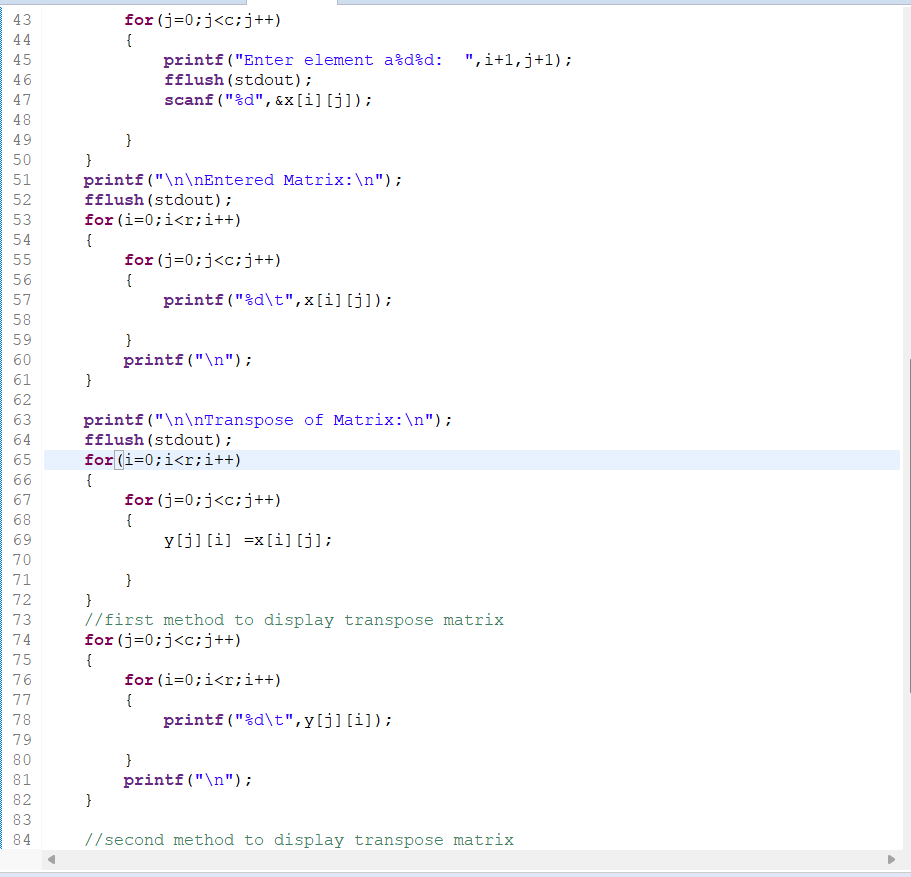 43 for(j=0;j<c;j++)
44 {
45 printf("Enter element a%d%d:  ",i+1,j+1);
46 fflush(stdout);
47 scanf("%d",&x[i][j]);
48
49 }
50 }
51 printf("\n\nEntered Matrix:\n");
52 fflush(stdout);
53 for(i=0;i<r;i++)
54 {
55 for(j=0;j<c;j++)
56 {
57 printf("%d\t",x[i][j]);
58
59 }
60 printf("\n");
61 }
62
63 printf("\n\nTranspose of Matrix:\n");
64 fflush(stdout);
65 for(i=0;i<r;i++)
66 {
67 for(j=0;j<c;j++)
68 {
69 y[j][i] =x[i][j];
70
71 }
72 }
73 //first method to display transpose matrix
74 for(j=0;j<c;j++)
75 {
76 for(i=0;i<r;i++)
77 {
78 printf("%d\t",y[j][i]);
79
80 }
81 printf("\n");
82 }
83
84 //second method to display transpose matrix